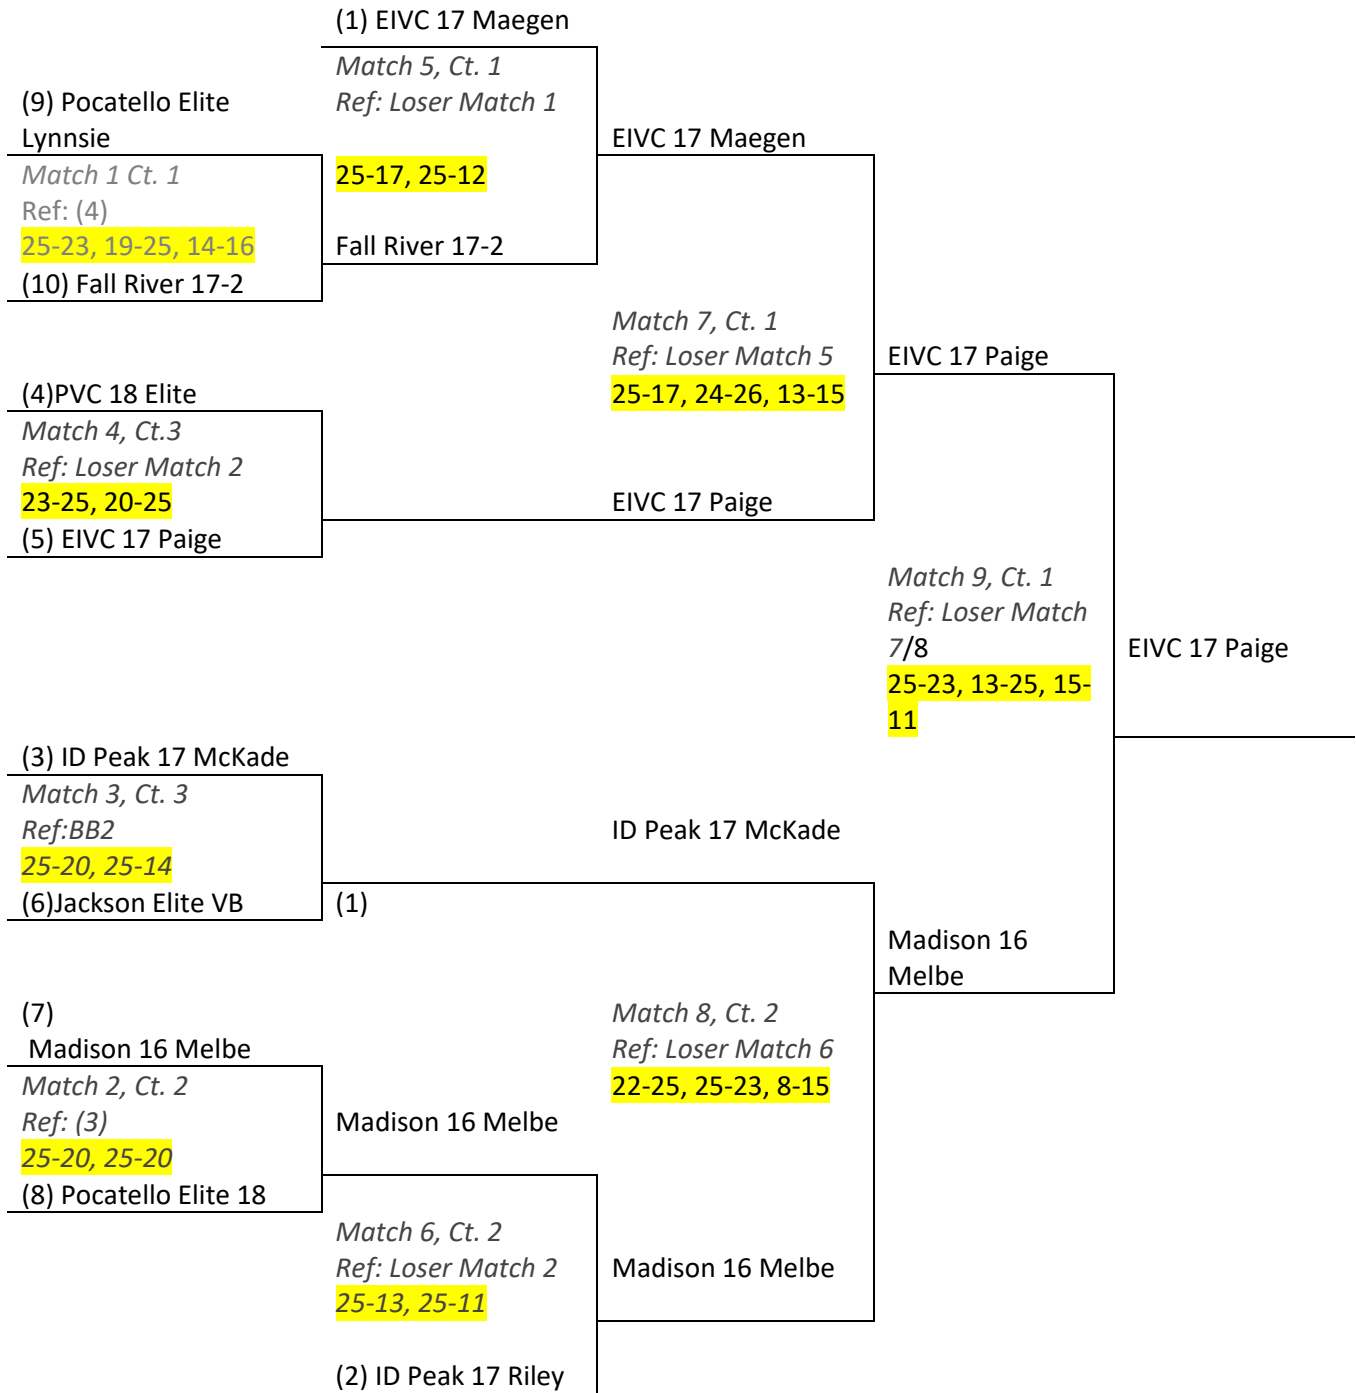 (1) EIVC 17 Maegen
Match 5, Ct. 1
Ref: Loser Match 1
(9) Pocatello Elite
Lynnsie
EIVC 17 Maegen
Match 1 Ct. 1
Ref: (4)
25-23, 19-25, 14-16
25-17, 25-12
Fall River 17-2
(10) Fall River 17-2
Match 7, Ct. 1
Ref: Loser Match 5
25-17, 24-26, 13-15
EIVC 17 Paige
(4)PVC 18 Elite
Match 4, Ct.3
Ref: Loser Match 2
23-25, 20-25
(5) EIVC 17 Paige
EIVC 17 Paige
Match 9, Ct. 1
Ref: Loser Match
7/8
25-23, 13-25, 15-
11
EIVC 17 Paige
(3) ID Peak 17 McKade
Match 3, Ct. 3
Ref:BB2
25-20, 25-14
(6)Jackson Elite VB
ID Peak 17 McKade
(1)
Madison 16
Melbe
(7)
Madison 16 Melbe
Match 2, Ct. 2
Ref: (3)
25-20, 25-20
(8) Pocatello Elite 18
Madison 16 Melbe
Match 8, Ct. 2
Ref: Loser Match 6
22-25, 25-23, 8-15
Match 6, Ct. 2
Ref: Loser Match 2
25-13, 25-11
Madison 16 Melbe
(2) ID Peak 17 Riley